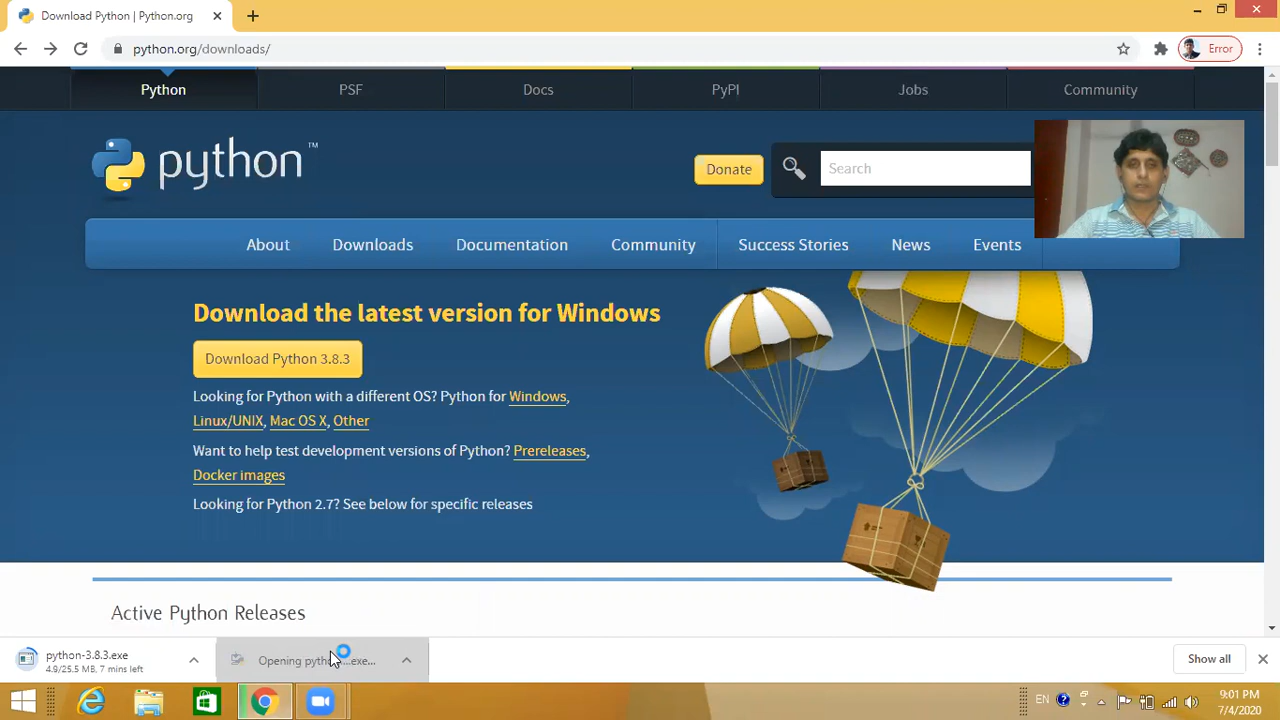 Download Python | Python.org
python.org/downloads/
Error
Python
PSF
Docs
PyPI
Jobs
Community
python™
Donate
Search
About
Downloads
Documentation
Community
Success Stories
News
Events
Download the latest version for Windows
Download Python 3.8.3
Looking for Python with a different OS? Python for Windows,
Linux/UNIX, Mac OS X, Other
Want to help test development versions of Python? Prereleases,
Docker images
Looking for Python 2.7? See below for specific releases
Active Python Releases
python-3.8.3.exe
4.9/25.5 MB, 7 mins left
Opening
Show all
EN
9:01 PM
7/4/2020